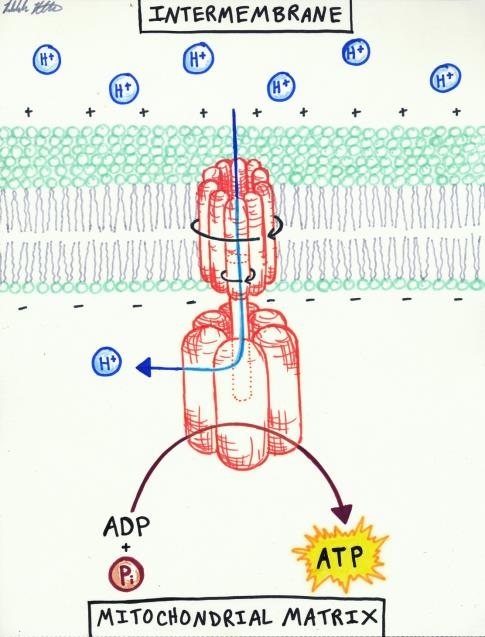 INTERMEMBRANE
H+
H+
H+
H+
H+
H+
+ + + + + + + + +
- - - - - - - - -
H+
ADP
+
Pi
ATP
MITOCHONDRIAL MATRIX